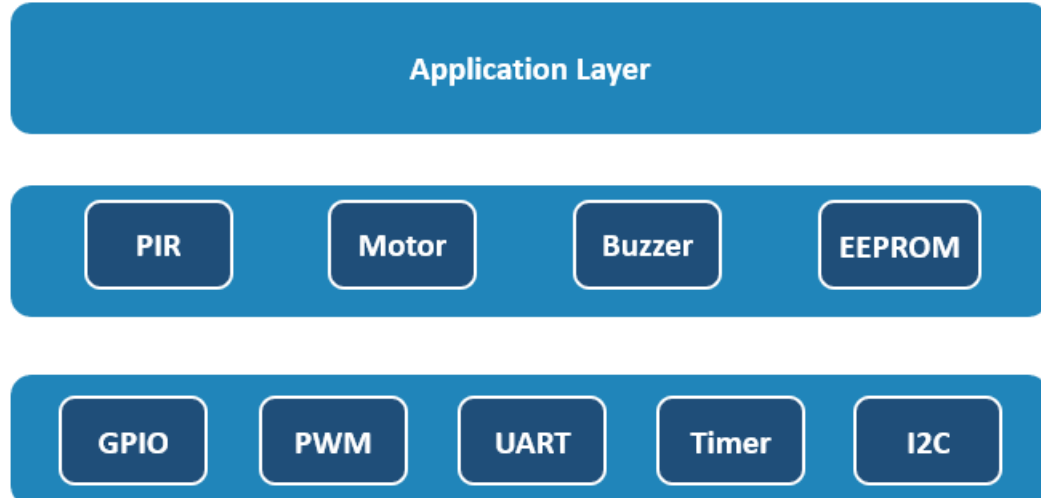 Application Layer
PIR Motor Buzzer EEPROM
GPIO PWM UART Timer I2C